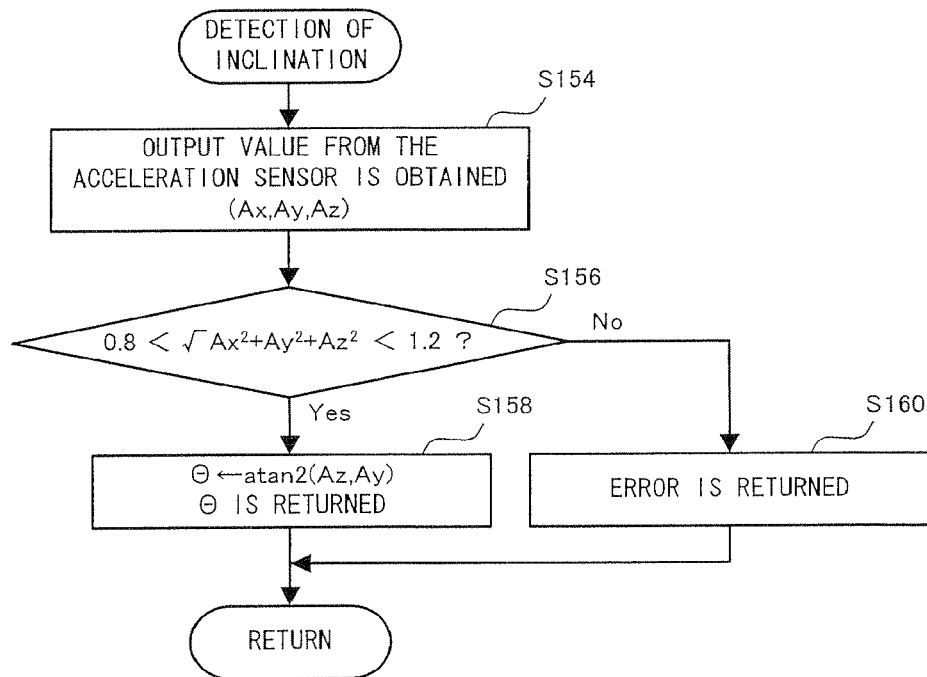 DETECTION OF
INCLINATION
S154
OUTPUT VALUE FROM THE
ACCELERATION SENSOR IS OBTAINED
(Ax,Ay,Az)
S156
0.8 < √Ax²+Ay²+Az² < 1.2 ?
No
Yes
S158
Θ←atan2(Az,Ay)
Θ IS RETURNED
S160
ERROR IS RETURNED
RETURN